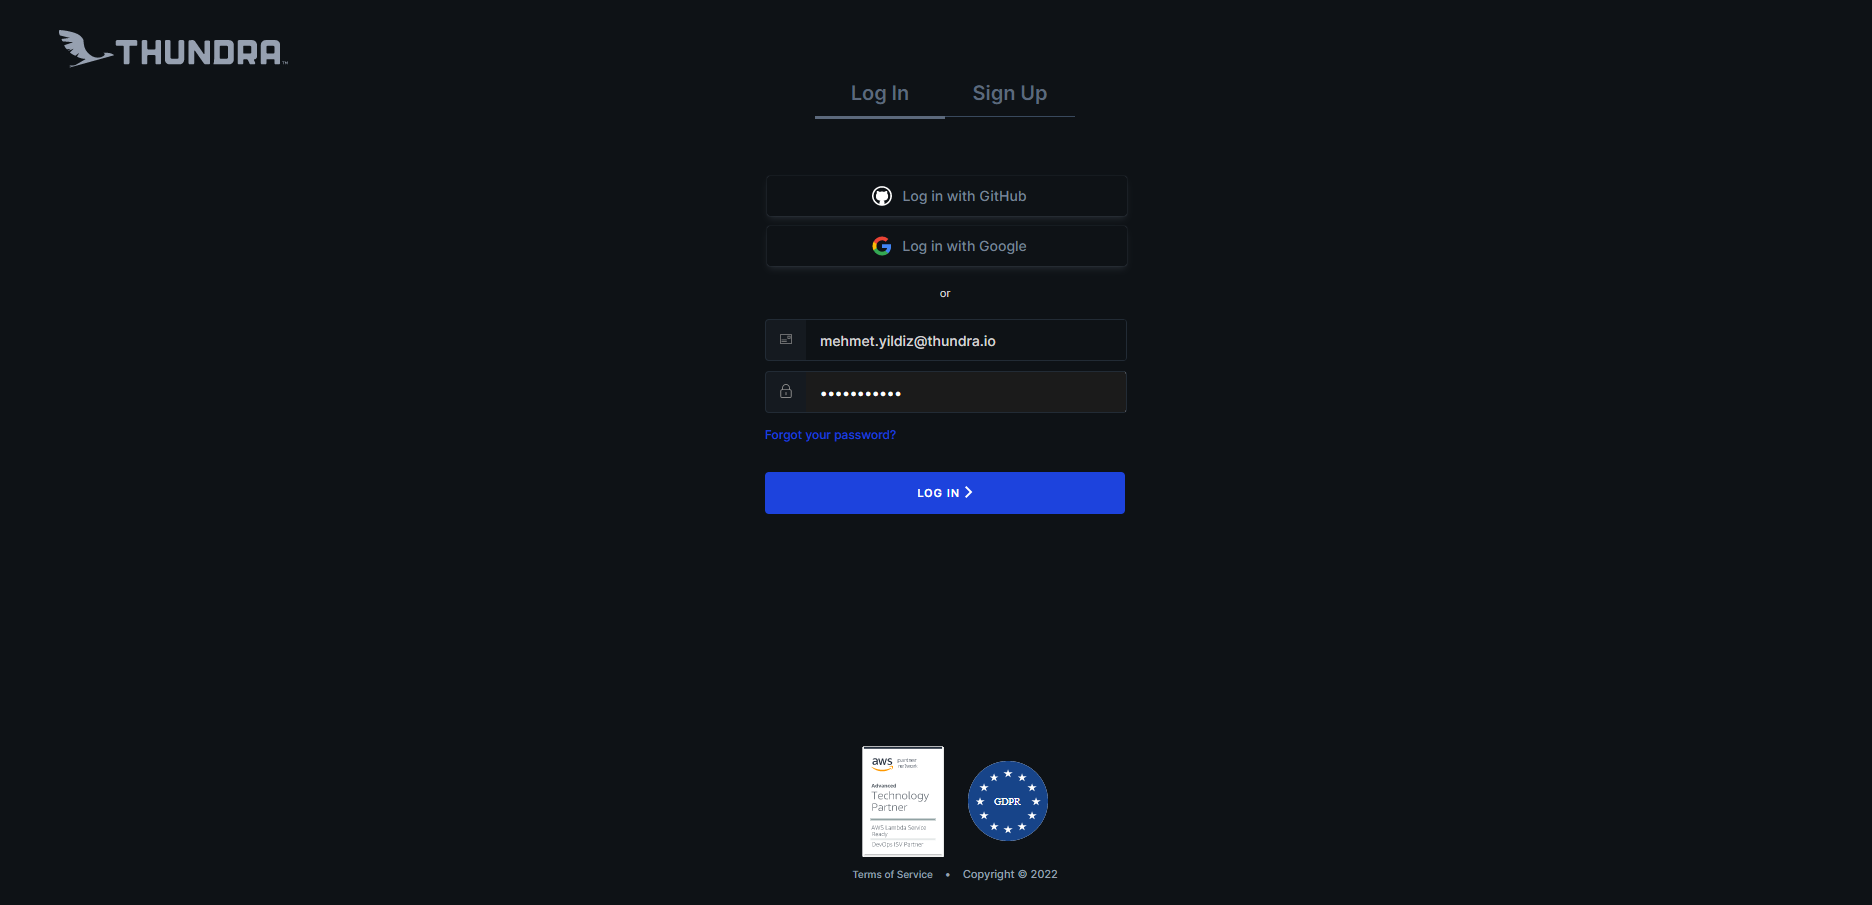 THUNDRA™
Log In
Sign Up
Log in with GitHub
Log in with Google
or
mehmet.yildiz@thundra.io
•••••••••••
Forgot your password?
LOG IN
aws partner network
Advanced
Technology
Partner
AWS Lambda Service
Ready
DevOps ISV Partner
GDPR
Terms of Service • Copyright © 2022